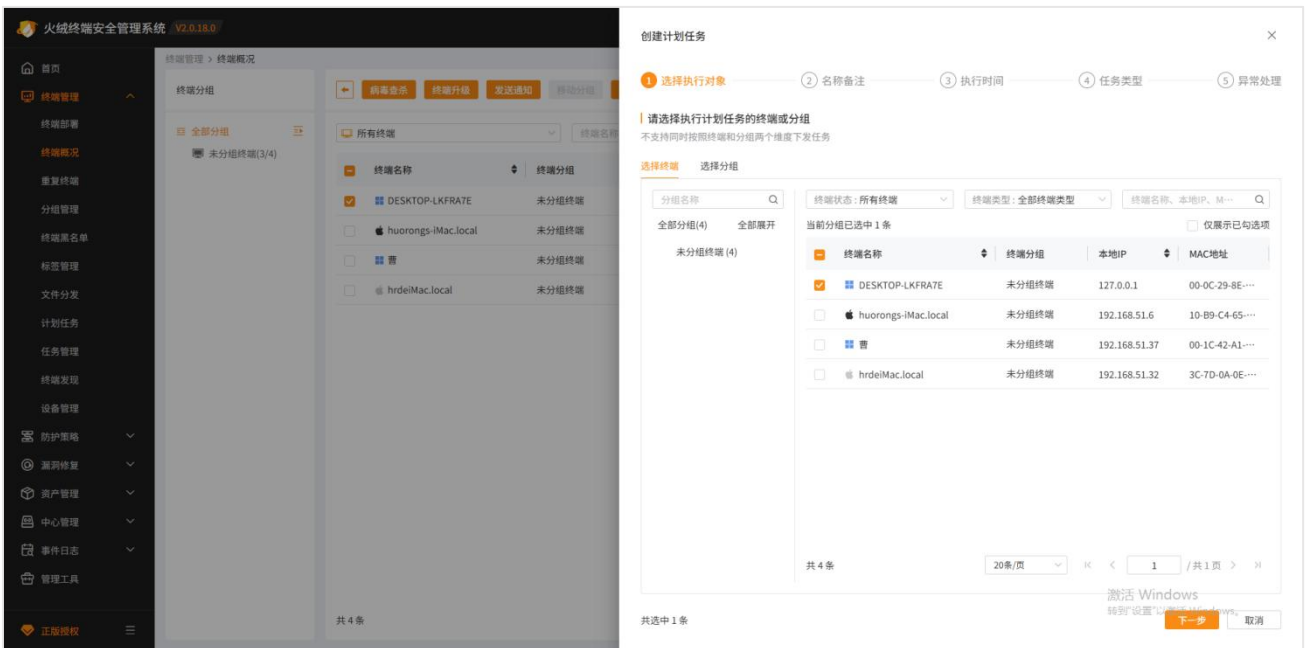 火绒终端安全管理系统 V2.0.18.0
首页
终端管理
终端部署
终端概况
重复终端
分组管理
终端黑名单
标签管理
文件分发
计划任务
任务管理
终端发现
设备管理
防护策略
漏洞修复
资产管理
中心管理
事件日志
管理工具
正版授权
终端管理 > 终端概况
终端分组
全部分组
未分组终端(3/4)
病毒查杀 终端升级 发送通知 移动分组
所有终端 终端名称
终端名称 终端分组
DESKTOP-LKFRA7E 未分组终端
huorongs-iMac.local 未分组终端
曹 未分组终端
hrdeiMac.local 未分组终端
共 4 条
创建计划任务
1 选择执行对象 2 名称备注 3 执行时间 4 任务类型 5 异常处理
请选择执行计划任务的终端或分组
不支持同时按照终端和分组两个维度下发任务
选择终端 选择分组
分组名称
全部分组(4) 全部展开
未分组终端 (4)
终端状态 : 所有终端 终端类型 : 全部终端类型 终端名称、本地IP、M…
当前分组已选中 1 条 仅展示已勾选项
终端名称 终端分组 本地IP MAC地址
DESKTOP-LKFRA7E 未分组终端 127.0.0.1 00-0C-29-8E-…
huorongs-iMac.local 未分组终端 192.168.51.6 10-B9-C4-65-…
曹 未分组终端 192.168.51.37 00-1C-42-A1-…
hrdeiMac.local 未分组终端 192.168.51.32 3C-7D-0A-0E-…
共 4 条 20条/页 1 / 共 1 页
激活 Windows
转到"设置"以激活 Windows。
共选中 1 条 下一步 取消